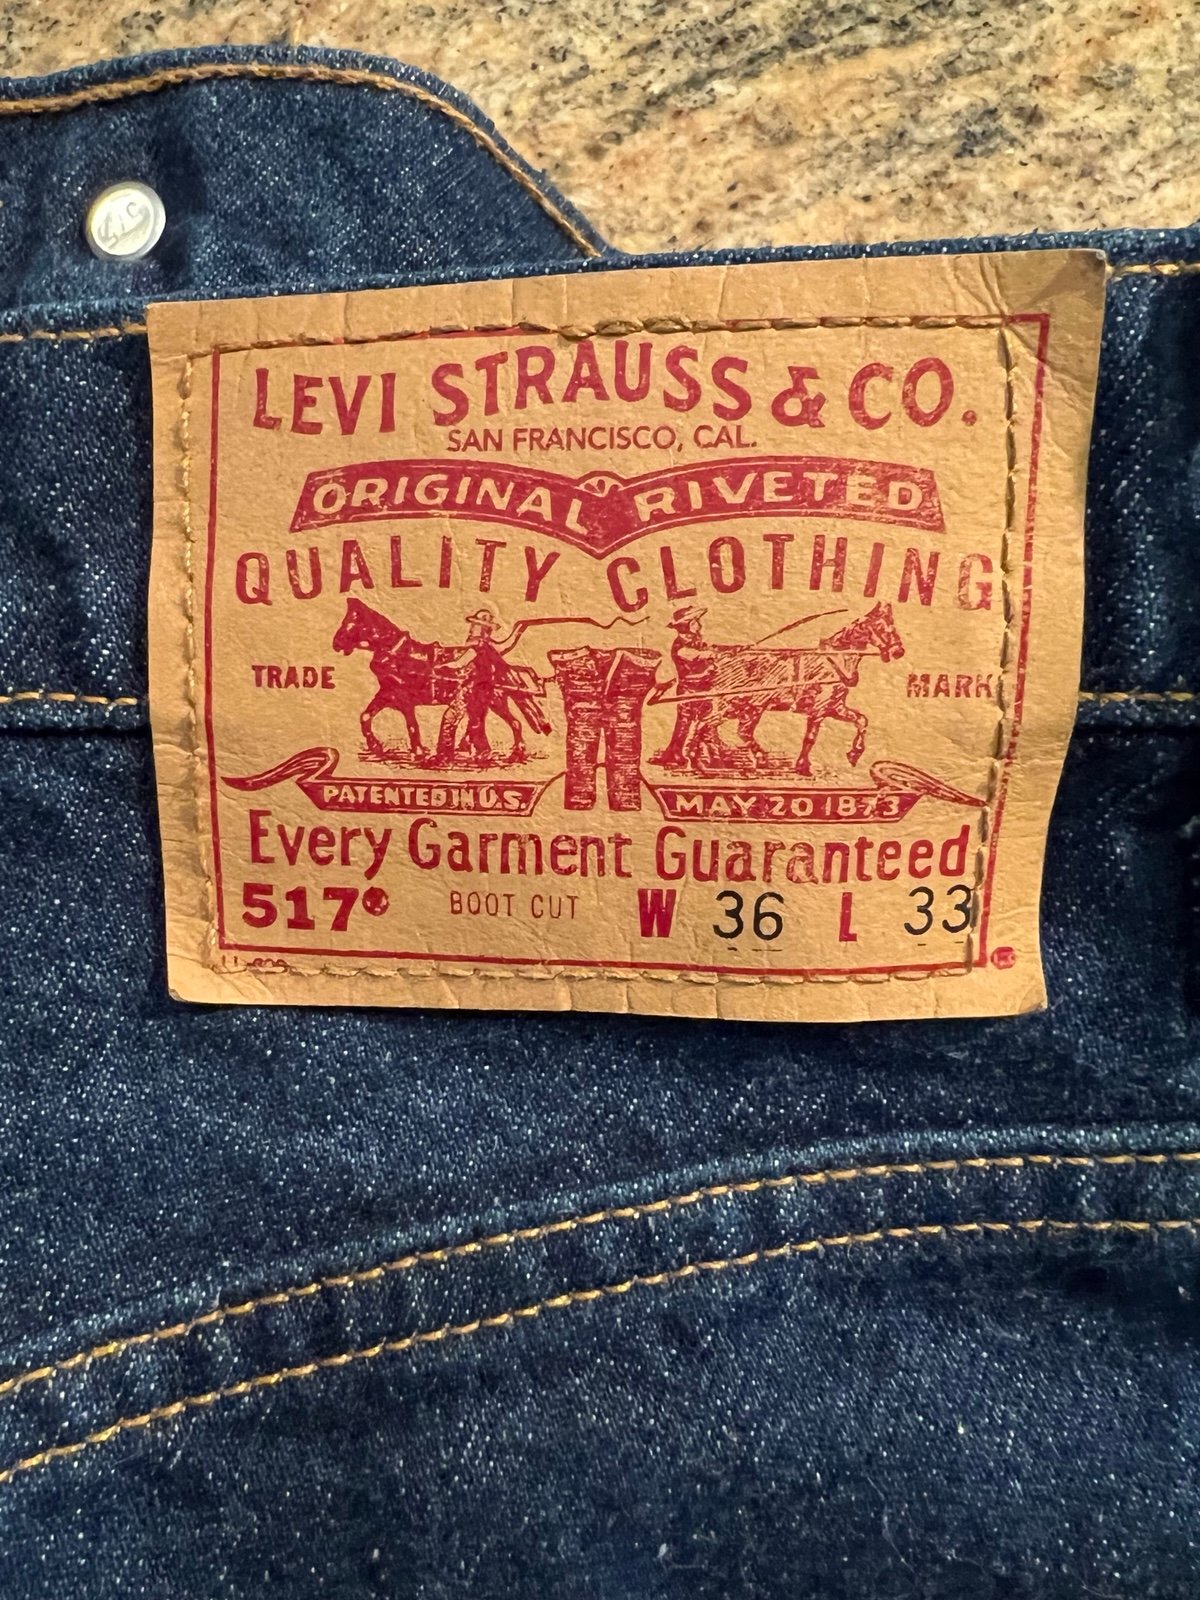 LEVI STRAUSS & CO.
SAN FRANCISCO, CAL.
ORIGINAL RIVETED
QUALITY CLOTHING
TRADE MARK
PATENTED IN U.S. MAY 20 1873
Every Garment Guaranteed
517® BOOT CUT W 36 L 33